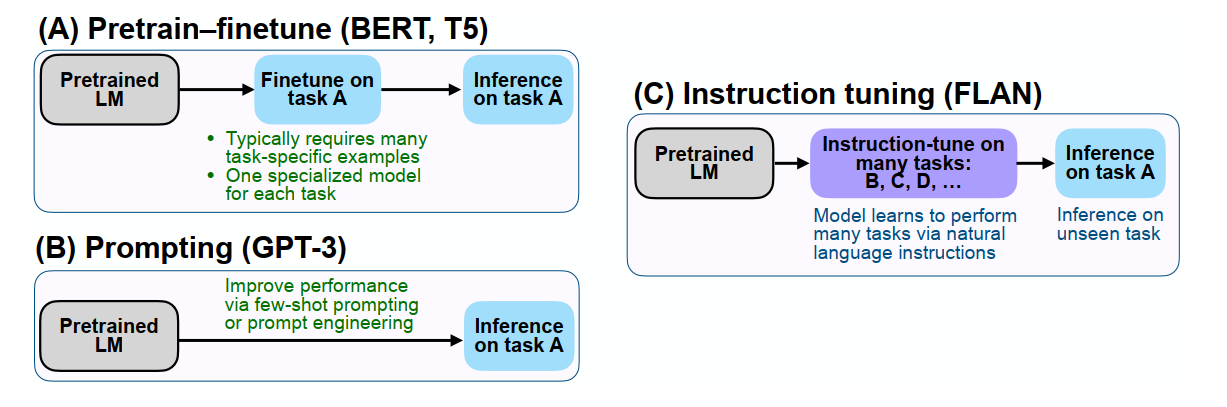 (A) Pretrain–finetune (BERT, T5)
Pretrained
LM
Finetune on
task A
Inference
on task A
• Typically requires many
task-specific examples
• One specialized model
for each task
(B) Prompting (GPT-3)
Pretrained
LM
Improve performance
via few-shot prompting
or prompt engineering
Inference
on task A
(C) Instruction tuning (FLAN)
Pretrained
LM
Instruction-tune on
many tasks:
B, C, D, …
Inference
on task A
Model learns to perform
many tasks via natural
language instructions
Inference on
unseen task